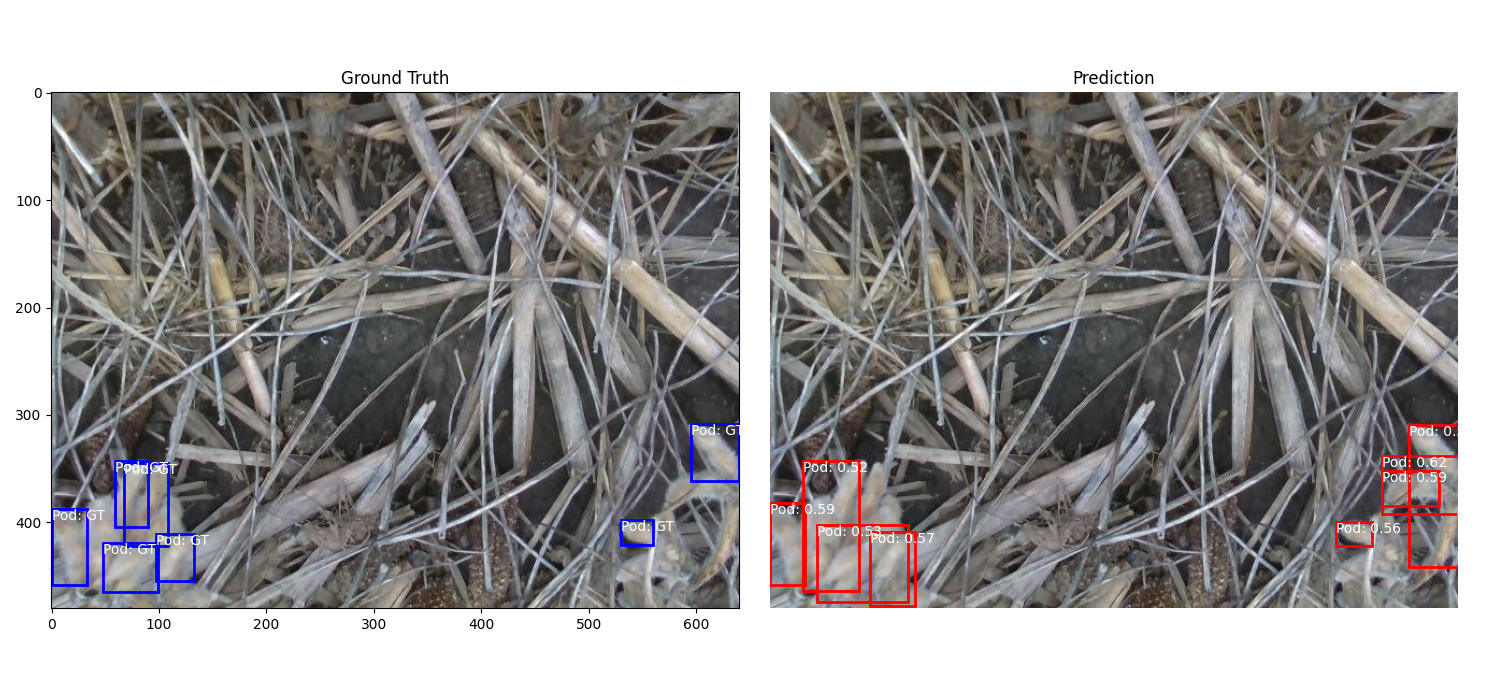 Ground Truth
Prediction
0
100
200
300
400
0
100
200
300
400
500
600
Pod: GT
Pod: GT
Pod: GT
Pod: GT
Pod: GT
Pod: GT
Pod: GT
Pod: 0.52
Pod: 0.59
Pod: 0.53
Pod: 0.57
Pod: 0.
Pod: 0.62
Pod: 0.59
Pod: 0.56